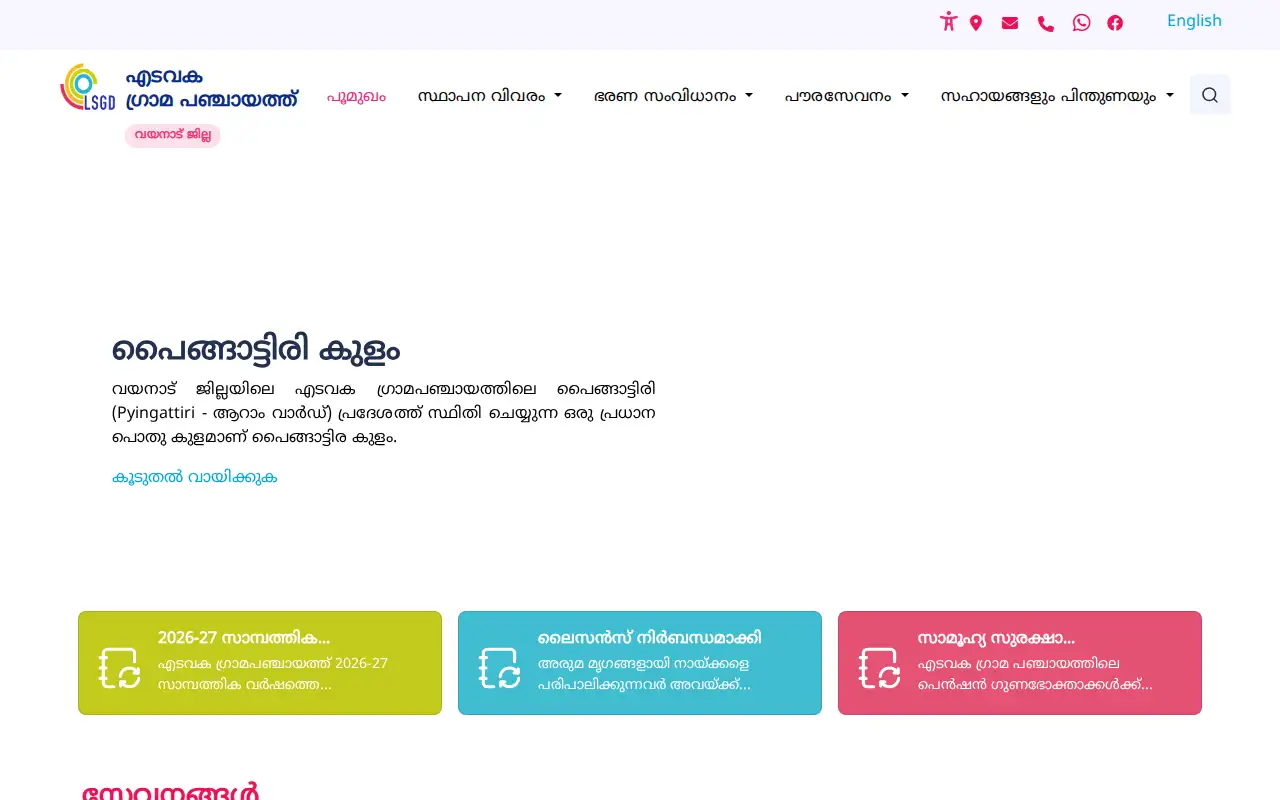 English
LSGD
എടവക
ഗ്രാമ പഞ്ചായത്ത്
വയനാട് ജില്ല
പൂമുഖം
സ്ഥാപന വിവരം
ഭരണ സംവിധാനം
പൗരസേവനം
സഹായങ്ങളും പിന്തുണയും
പൈങ്ങാട്ടിരി കുളം
വയനാട് ജില്ലയിലെ എടവക ഗ്രാമപഞ്ചായത്തിലെ പൈങ്ങാട്ടിരി
(Pyingattiri - ആറാം വാർഡ്) പ്രദേശത്ത് സ്ഥിതി ചെയ്യുന്ന ഒരു പ്രധാന
പൊതു കുളമാണ് പൈങ്ങാട്ടിര കുളം.
കൂടുതൽ വായിക്കുക
2026-27 സാമ്പത്തിക...
എടവക ഗ്രാമപഞ്ചായത്ത് 2026-27
സാമ്പത്തിക വർഷത്തെ...
ലൈസൻസ് നിർബന്ധമാക്കി
അരുമ മൃഗങ്ങളായി നായ്ക്കളെ
പരിപാലിക്കുന്നവർ അവയ്ക്ക്...
സാമൂഹ്യ സുരക്ഷാ...
എടവക ഗ്രാമ പഞ്ചായത്തിലെ
പെൻഷൻ ഗുണഭോക്താക്കൾക്ക്...
സേവനങ്ങൾ